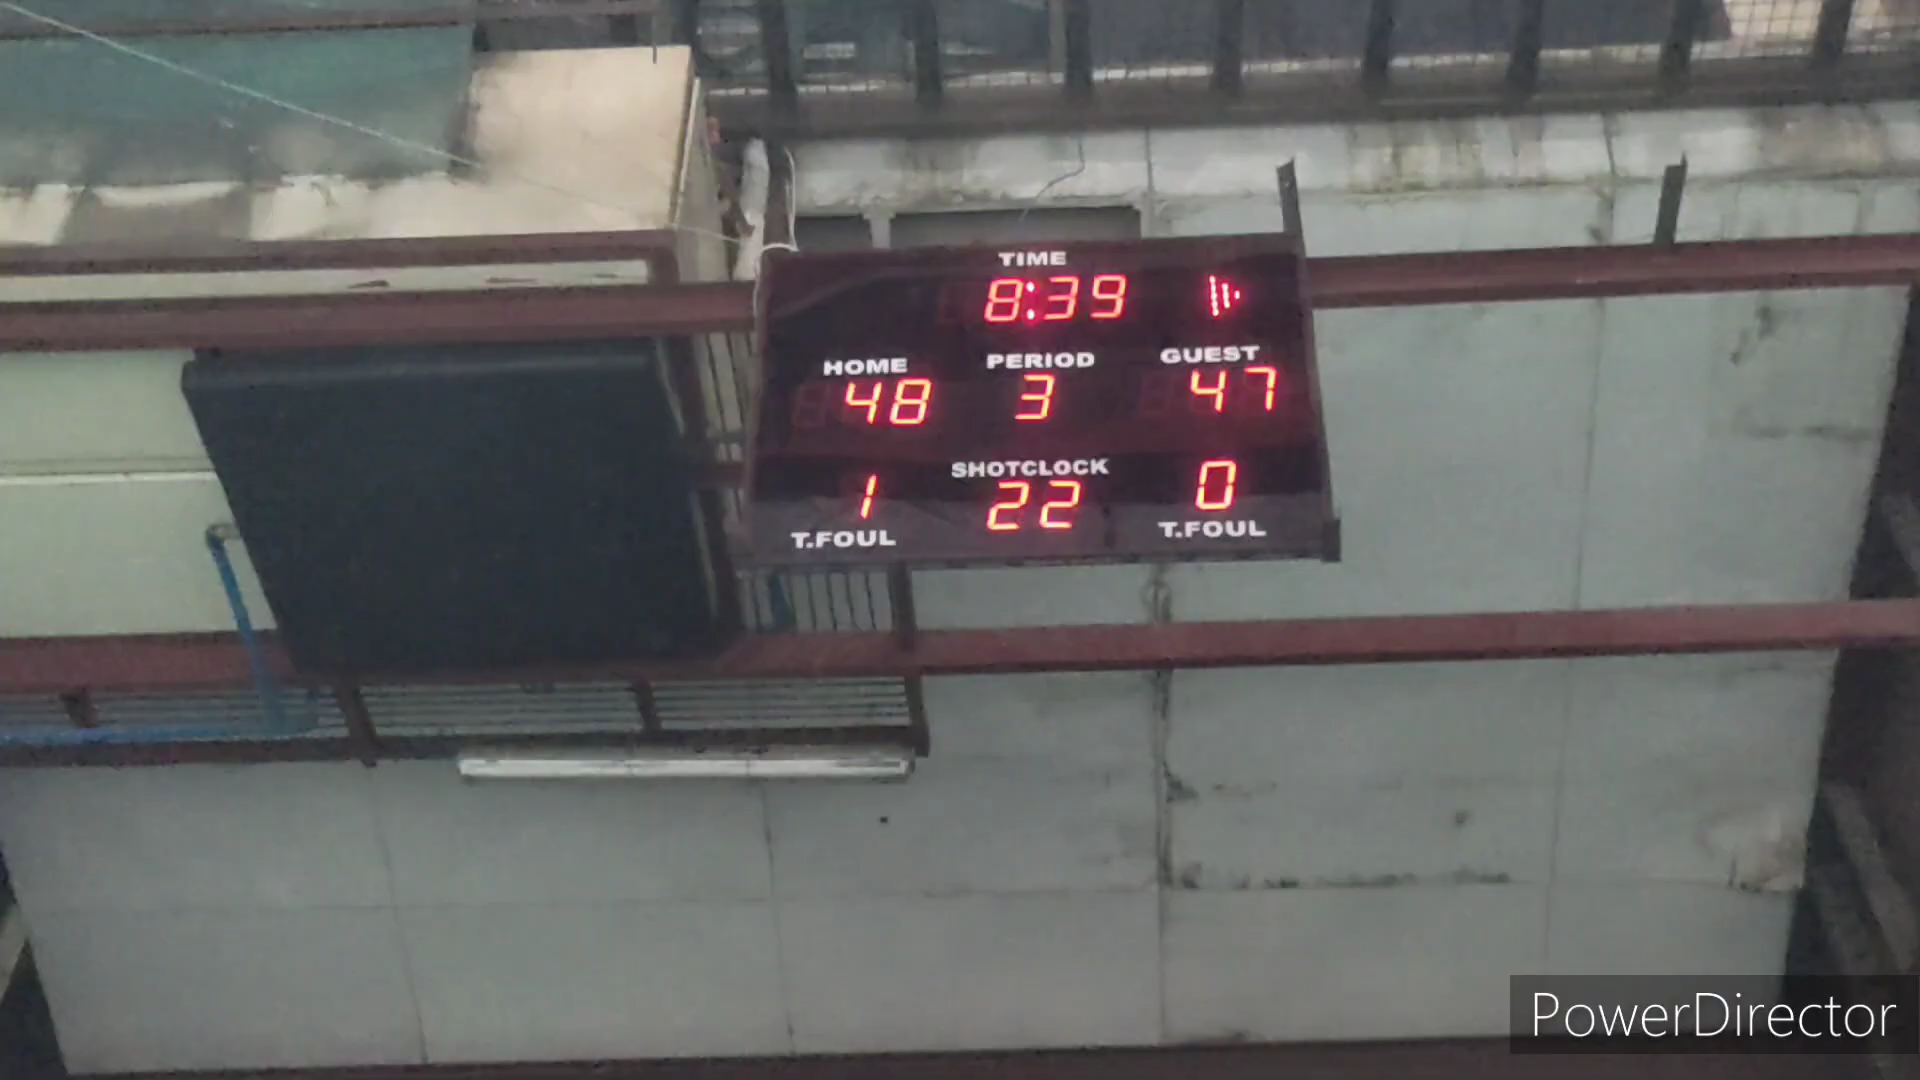 TIME
8:39
HOME PERIOD GUEST
48 3 47
SHOTCLOCK
1 22 0
T.FOUL T.FOUL
PowerDirector